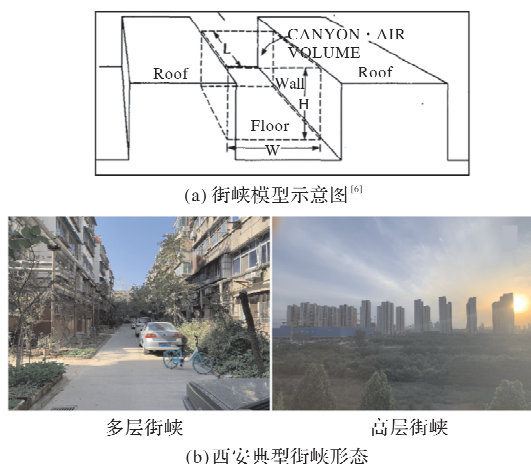 L
CANYON·AIR
VOLUME
Roof
Roof
Wall
H
Floor
W
(a) 街峡模型示意图[6]
多层街峡
高层街峡
(b) 西安典型街峡形态